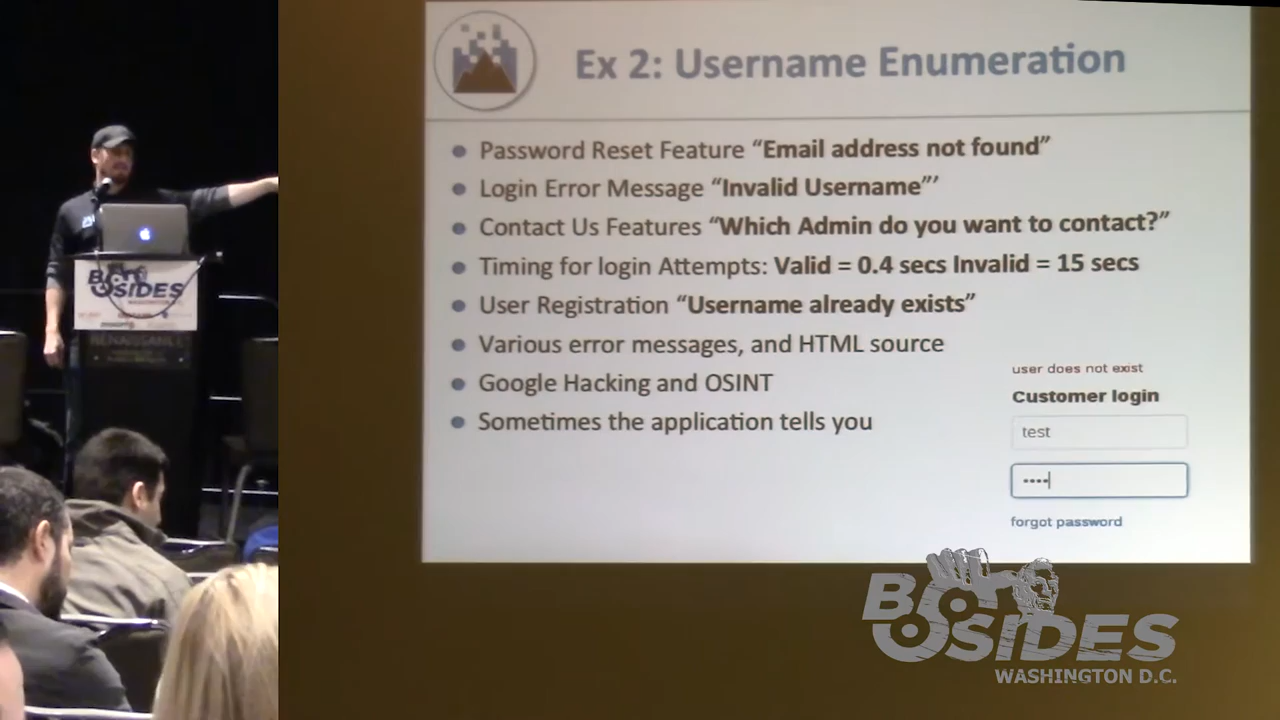 Ex 2: Username Enumeration
Password Reset Feature “Email address not found”
Login Error Message “Invalid Username”’
Contact Us Features “Which Admin do you want to contact?”
Timing for login Attempts: Valid = 0.4 secs Invalid = 15 secs
User Registration “Username already exists”
Various error messages, and HTML source
Google Hacking and OSINT
Sometimes the application tells you
user does not exist
Customer login
test
forgot password
BSIDES
WASHINGTON D.C.
BSIDES
WASHINGTON D.C.
RENAISSANCE